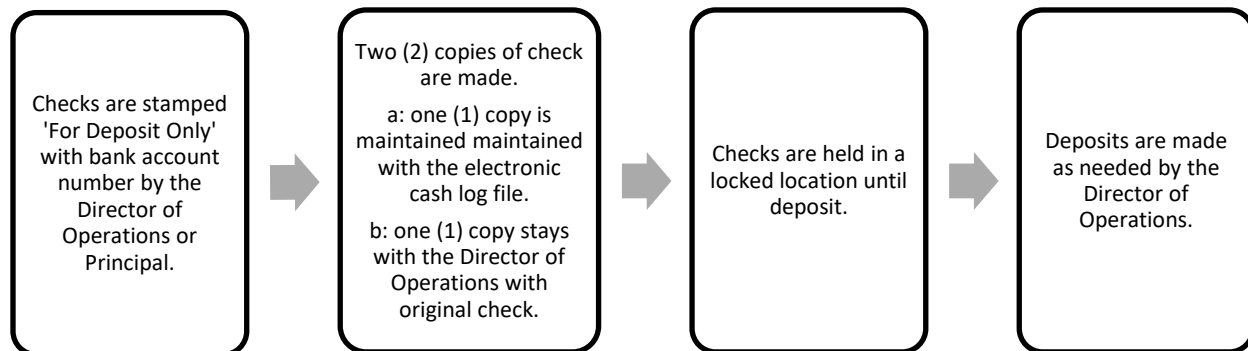 Checks are stamped
'For Deposit Only'
with bank account
number by the
Director of
Operations or
Principal.
Two (2) copies of check
are made.
a: one (1) copy is
maintained maintained
with the electronic
cash log file.
b: one (1) copy stays
with the Director of
Operations with
original check.
Checks are held in a
locked location until
deposit.
Deposits are made
as needed by the
Director of
Operations.